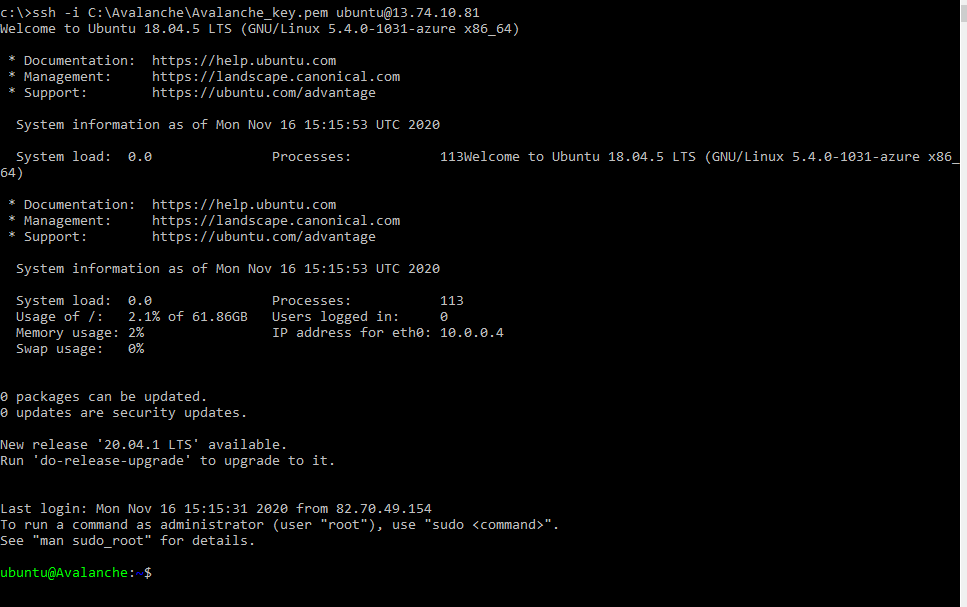 c:\>ssh -i C:\Avalanche\Avalanche_key.pem ubuntu@13.74.10.81
Welcome to Ubuntu 18.04.5 LTS (GNU/Linux 5.4.0-1031-azure x86_64)
* Documentation:  https://help.ubuntu.com
* Management:     https://landscape.canonical.com
* Support:        https://ubuntu.com/advantage
System information as of Mon Nov 16 15:15:53 UTC 2020
System load:  0.0               Processes:           113Welcome to Ubuntu 18.04.5 LTS (GNU/Linux 5.4.0-1031-azure x86_
64)
* Documentation:  https://help.ubuntu.com
* Management:     https://landscape.canonical.com
* Support:        https://ubuntu.com/advantage
System information as of Mon Nov 16 15:15:53 UTC 2020
System load:  0.0               Processes:           113
Usage of /:   2.1% of 61.86GB   Users logged in:     0
Memory usage: 2%                IP address for eth0: 10.0.0.4
Swap usage:   0%
0 packages can be updated.
0 updates are security updates.
New release '20.04.1 LTS' available.
Run 'do-release-upgrade' to upgrade to it.
Last login: Mon Nov 16 15:15:31 2020 from 82.70.49.154
To run a command as administrator (user "root"), use "sudo <command>".
See "man sudo_root" for details.
ubuntu@Avalanche:~$